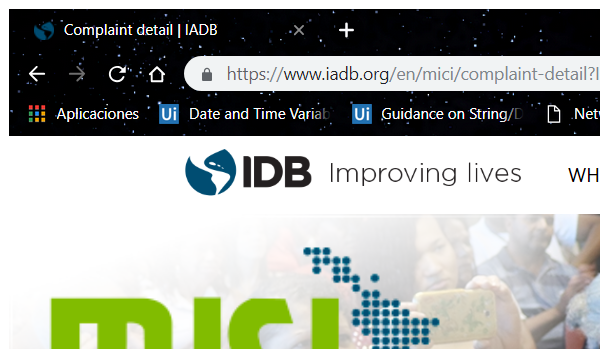 Complaint detail | IADB
https://www.iadb.org/en/mici/complaint-detail?
Aplicaciones Ui Date and Time Variab Ui Guidance on String/D Netw
IDB Improving lives WH
mici